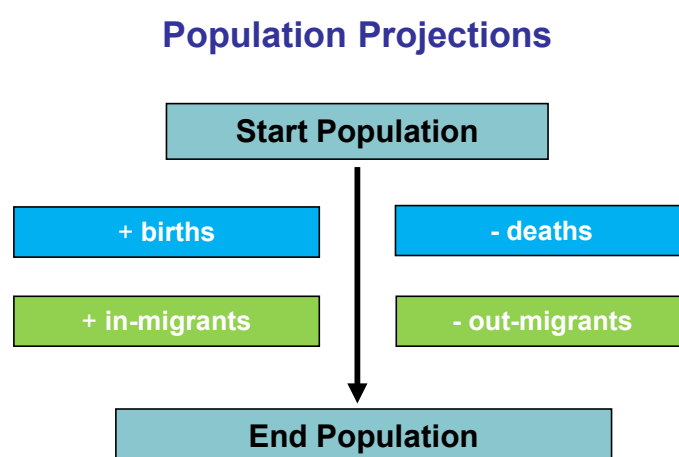 Population Projections
Start Population
+ births
- deaths
+ in-migrants
- out-migrants
End Population